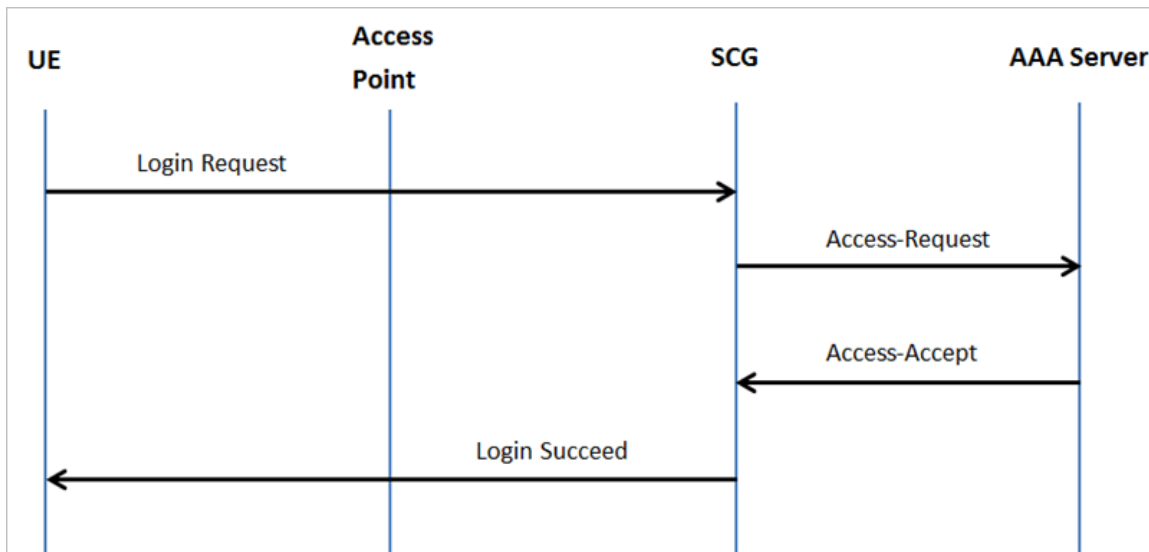 UE
Access
Point
SCG
AAA Server
Login Request
Access-Request
Access-Accept
Login Succeed